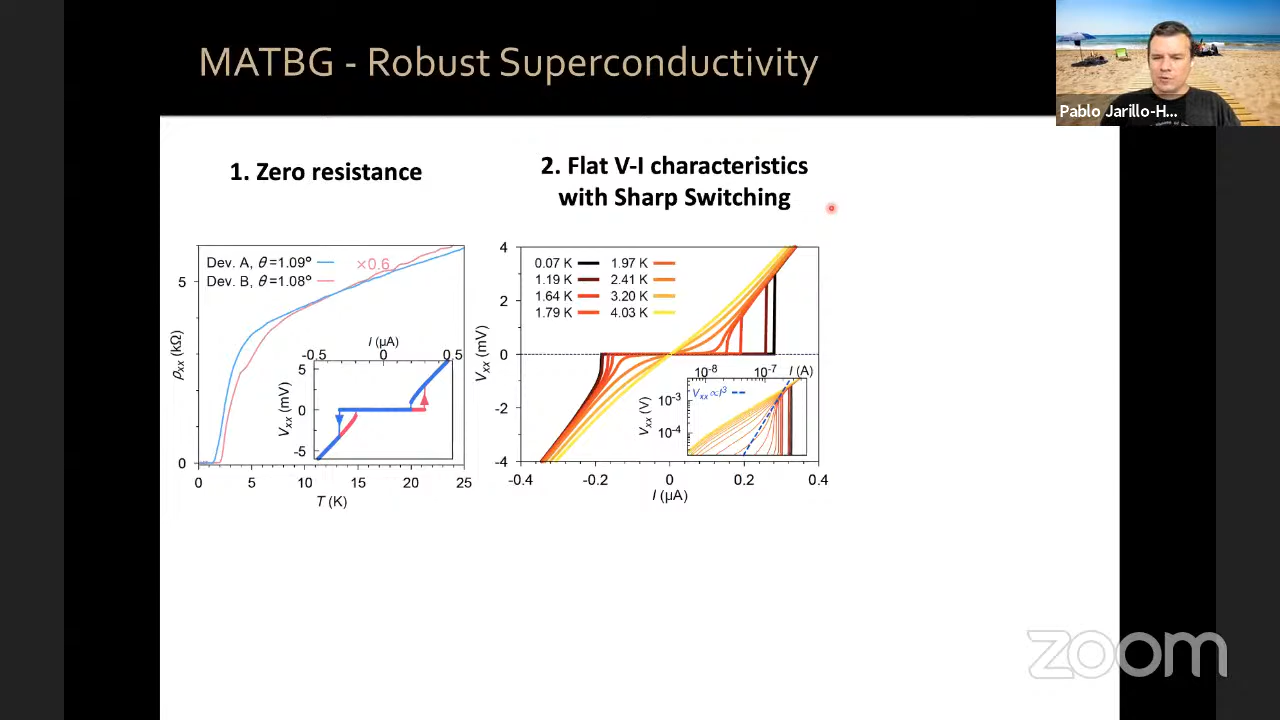 MATBG - Robust Superconductivity
Pablo Jarillo-H...
1. Zero resistance
2. Flat V-I characteristics
with Sharp Switching
Dev. A, θ=1.09°
Dev. B, θ=1.08°
×0.6
5
0
ρxx (kΩ)
0 5 10 15 20 25
T (K)
I (μA)
-0.5 0 0.5
5
0
-5
Vxx (mV)
4
2
0
-2
-4
Vxx (mV)
0.07 K 1.97 K
1.19 K 2.41 K
1.64 K 3.20 K
1.79 K 4.03 K
10⁻⁸ 10⁻⁷ I (A)
Vxx∝I³
10⁻³
10⁻⁴
Vxx (V)
-0.4 -0.2 0 0.2 0.4
I (μA)
zoom